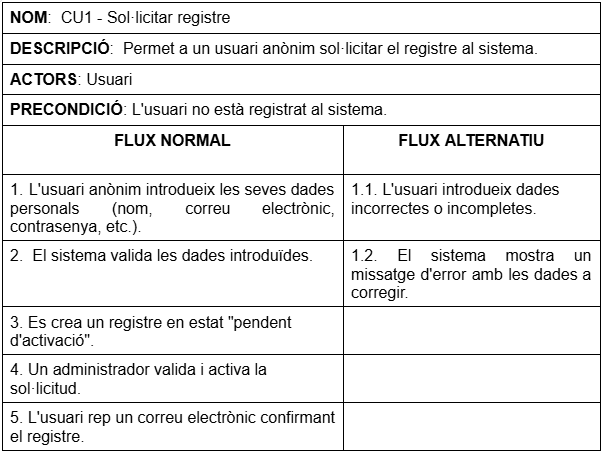 NOM: CU1 - Sol·licitar registre
DESCRIPCIÓ: Permet a un usuari anònim sol·licitar el registre al sistema.
ACTORS: Usuari
PRECONDICIÓ: L'usuari no està registrat al sistema.
FLUX NORMAL
FLUX ALTERNATIU
1. L'usuari anònim introdueix les seves dades
personals (nom, correu electrònic,
contrasenya, etc.).
1.1. L'usuari introdueix dades
incorrectes o incompletes.
2. El sistema valida les dades introduïdes.
1.2. El sistema mostra un
missatge d'error amb les dades a
corregir.
3. Es crea un registre en estat "pendent
d'activació".
4. Un administrador valida i activa la
sol·licitud.
5. L'usuari rep un correu electrònic confirmant
el registre.